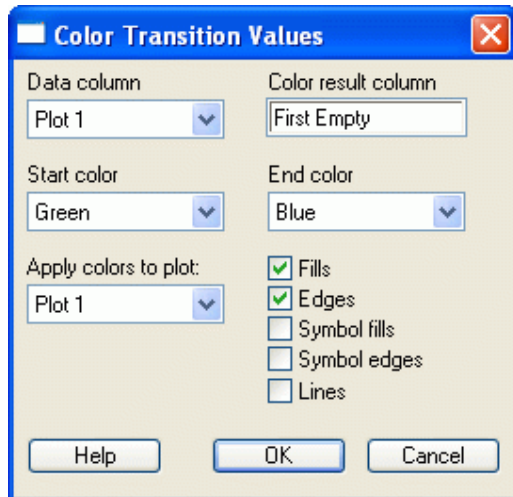 Color Transition Values
Data column Color result column
Plot 1 First Empty
Start color End color
Green Blue
Apply colors to plot: Fills
Plot 1 Edges
Symbol fills
Symbol edges
Lines
Help OK Cancel